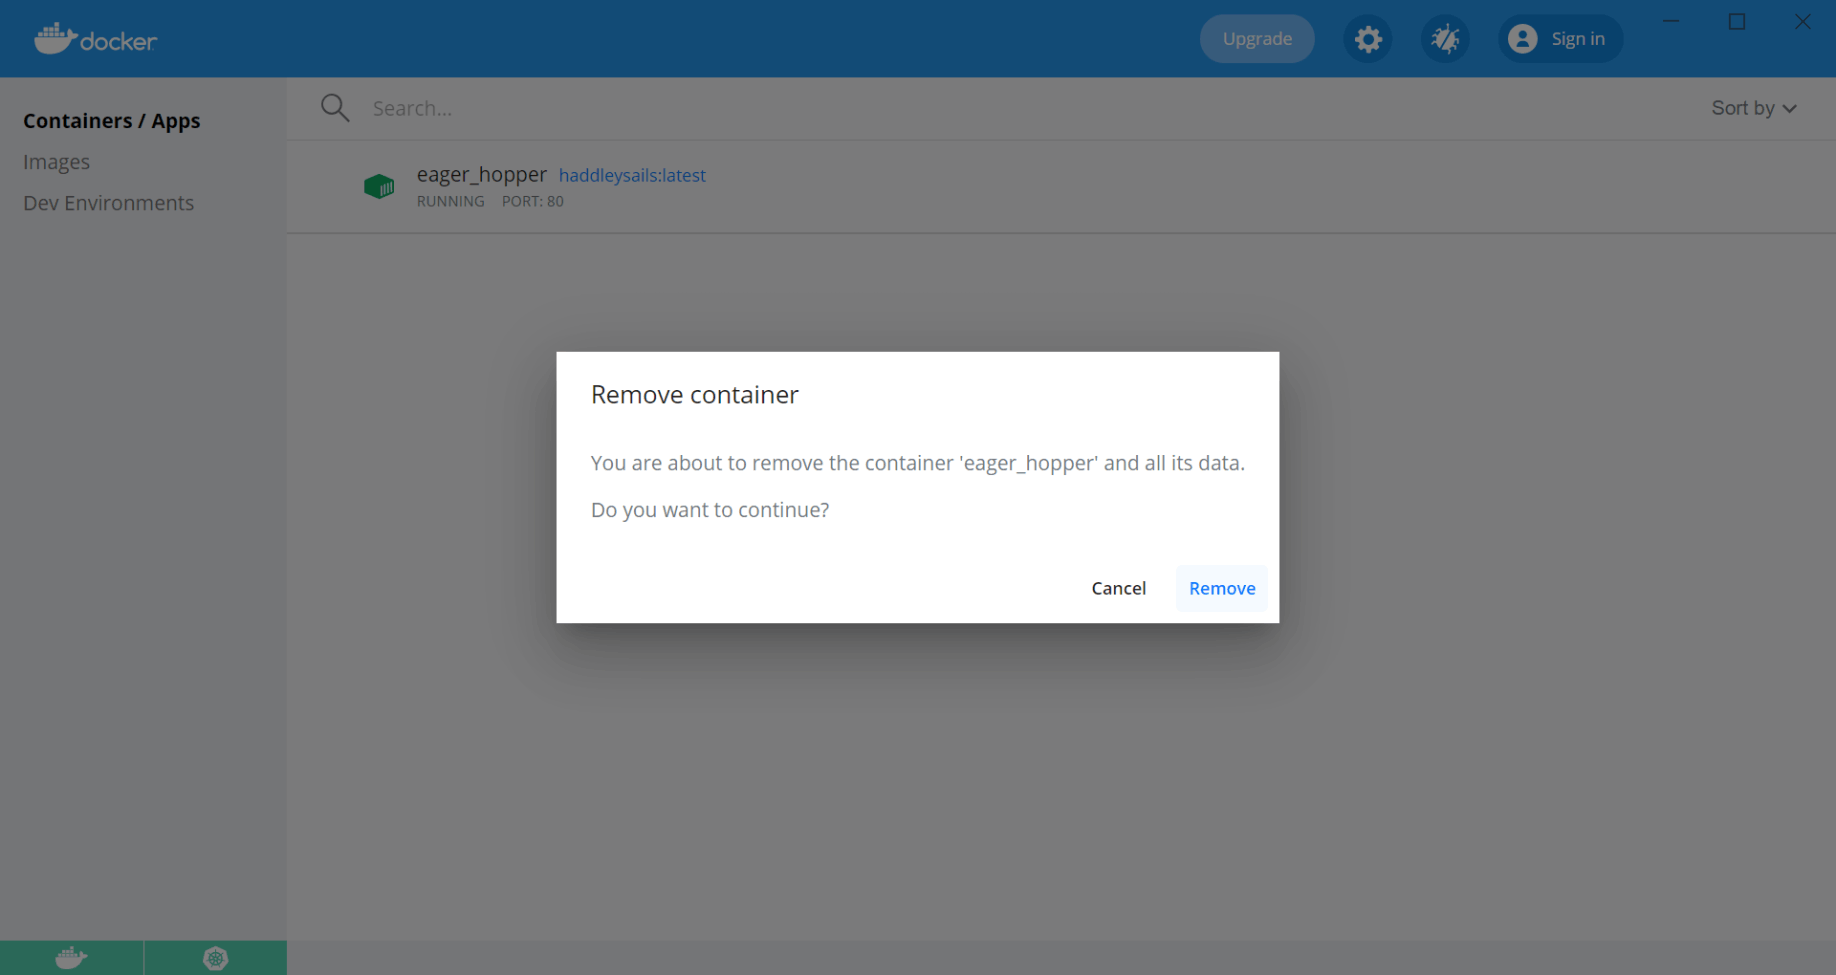 docker
Upgrade
Sign in
Containers / Apps
Images
Dev Environments
Search...
Sort by
eager_hopper haddleysails:latest
RUNNING PORT: 80
Remove container
You are about to remove the container 'eager_hopper' and all its data.
Do you want to continue?
Cancel Remove